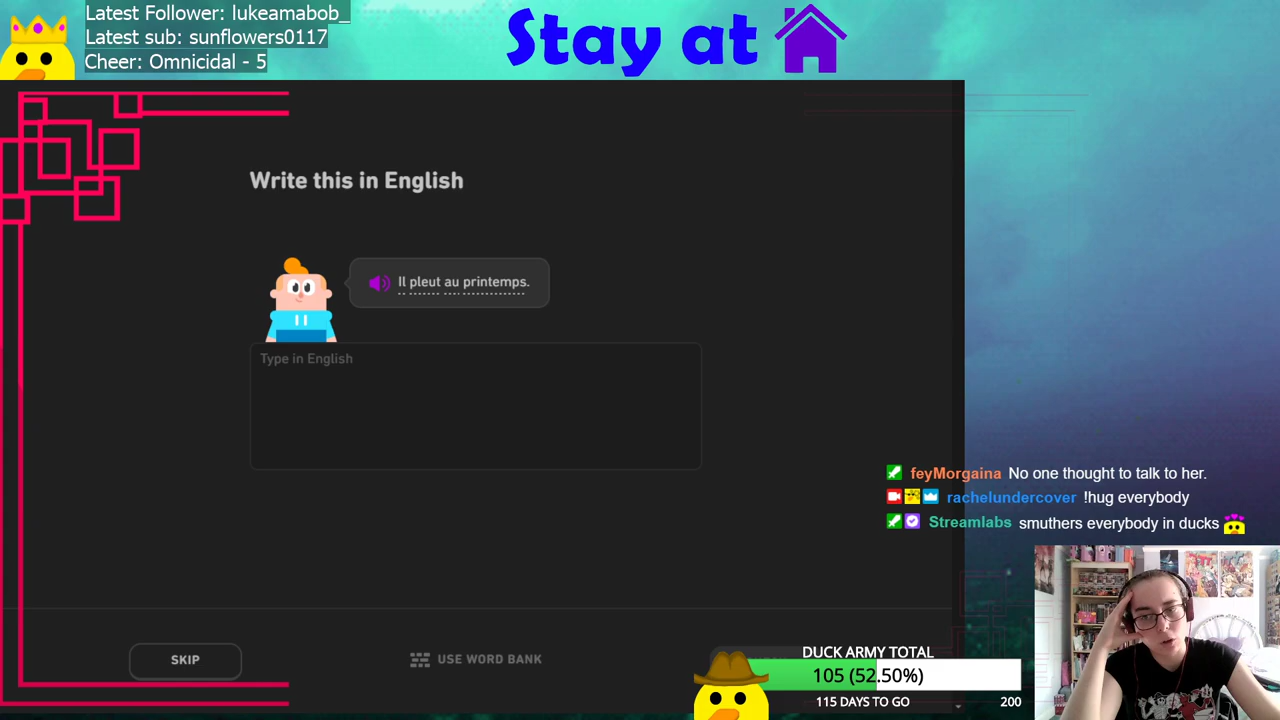 Latest Follower: lukeamabob_
Latest sub: sunflowers0117
Cheer: Omnicidal - 5
Stay at
Write this in English
Il pleut au printemps.
Type in English
feyMorgaina No one thought to talk to her.
rachelundercover !hug everybody
Streamlabs smuthers everybody in ducks
SKIP
USE WORD BANK
DUCK ARMY TOTAL
105 (52.50%)
115 DAYS TO GO
200